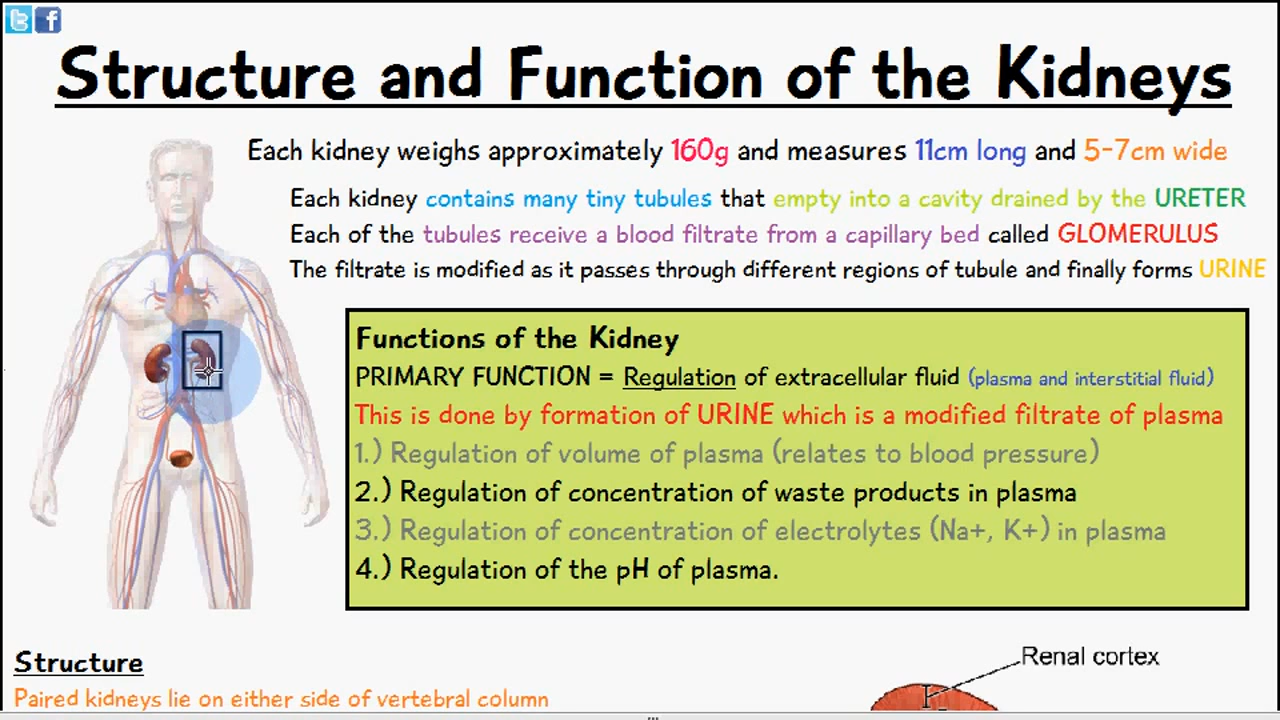 Structure and Function of the Kidneys
Each kidney weighs approximately 160g and measures 11cm long and 5-7cm wide
Each kidney contains many tiny tubules that empty into a cavity drained by the URETER
Each of the tubules receive a blood filtrate from a capillary bed called GLOMERULUS
The filtrate is modified as it passes through different regions of tubule and finally forms URINE
Functions of the Kidney
PRIMARY FUNCTION = Regulation of extracellular fluid (plasma and interstitial fluid)
This is done by formation of URINE which is a modified filtrate of plasma
1.) Regulation of volume of plasma (relates to blood pressure)
2.) Regulation of concentration of waste products in plasma
3.) Regulation of concentration of electrolytes (Na+, K+) in plasma
4.) Regulation of the pH of plasma.
Structure
Paired kidneys lie on either side of vertebral column
Renal cortex